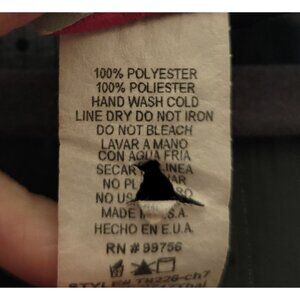 100% POLYESTER
100% POLIESTER
HAND WASH COLD
LINE DRY DO NOT IRON
DO NOT BLEACH
LAVAR A MANO
CON AGUA FRIA
SECAR LINEA
NO
NO
MADE
HECHO EN E.U.A.
RN # 99756